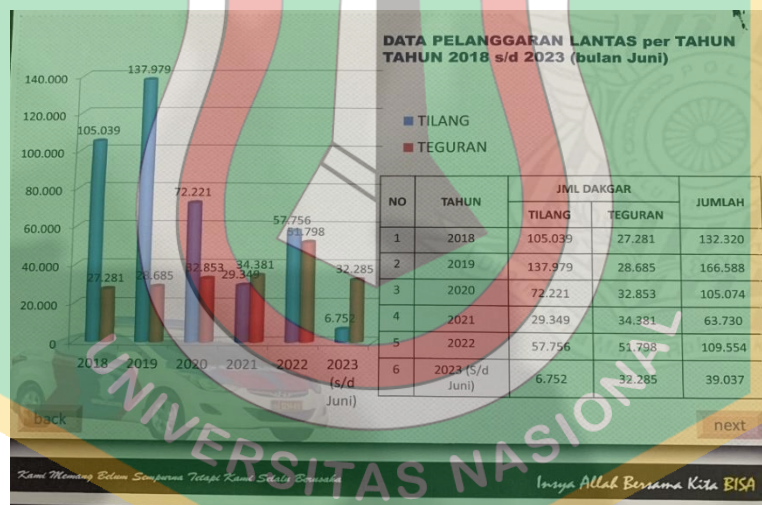 DATA PELANGGARAN LANTAS per TAHUN
TAHUN 2018 s/d 2023 (bulan Juni)
140.000
120.000
100.000
80.000
60.000
40.000
20.000
0
105.039
27.281
137.979
28.685
72.221
32.853
29.349
34.381
57.756
51.798
6.752
32.285
2018 2019 2020 2021 2022 2023
(s/d
Juni)
TILANG
TEGURAN
NO TAHUN JML DAKGAR JUMLAH
TILANG TEGURAN
1 2018 105.039 27.281 132.320
2 2019 137.979 28.685 166.588
3 2020 72.221 32.853 105.074
4 2021 29.349 34.381 63.730
5 2022 57.756 51.798 109.554
6 2023 (S/d
Juni) 6.752 32.285 39.037
back
next
UNIVERSITAS NASIONAL
Kami Memang Belum Sempurna Tetapi Kami Selalu Berusaha
Insya Allah Bersama Kita BISA